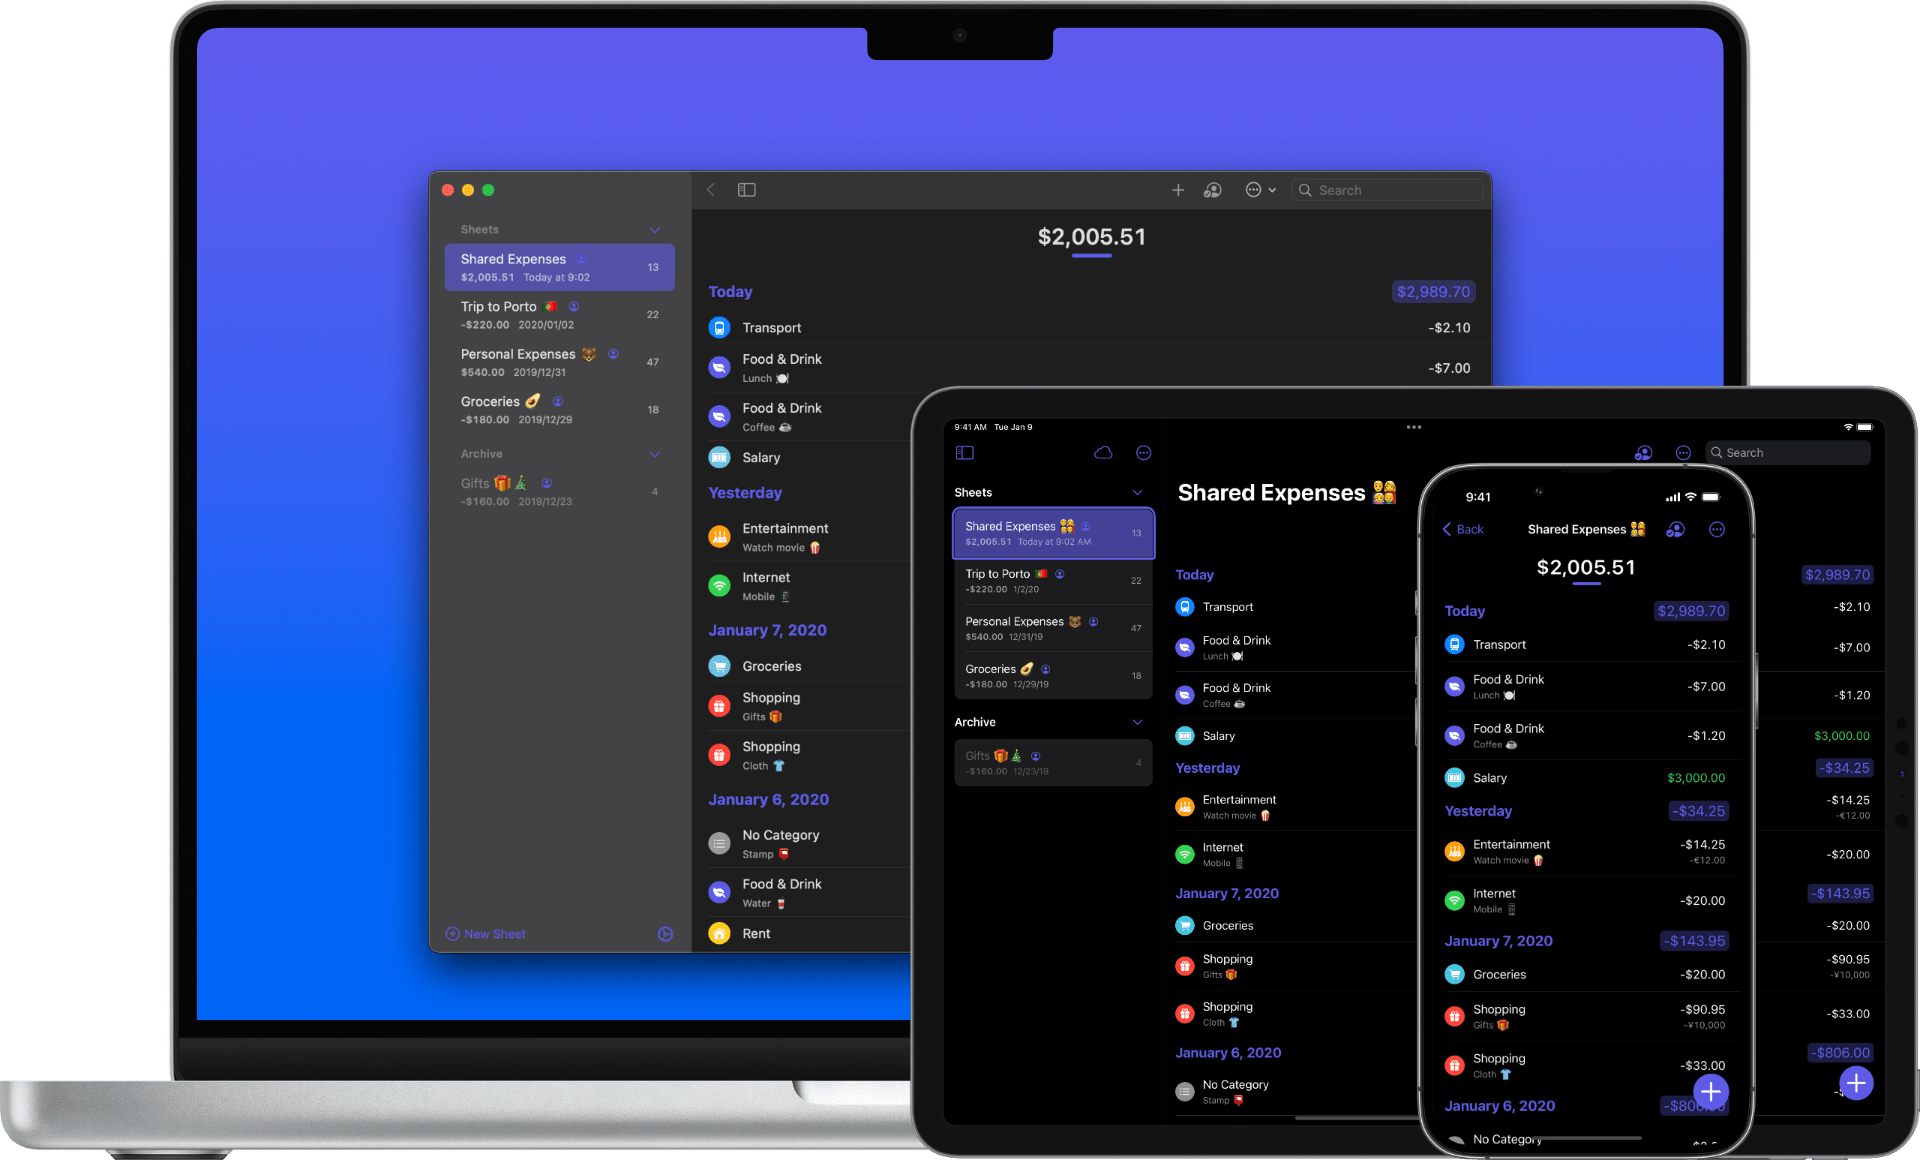 Search
Sheets
Shared Expenses
13
$2,005.51 Today at 9:02
Trip to Porto
22
-$220.00 2020/01/02
Personal Expenses
47
$540.00 2019/12/31
Groceries
18
-$180.00 2019/12/29
Archive
Gifts
4
-$160.00 2019/12/23
New Sheet
$2,005.51
Today $2,989.70
Transport -$2.10
Food & Drink
Lunch
-$7.00
Food & Drink
Coffee
Salary
Yesterday
Entertainment
Watch movie
Internet
Mobile
January 7, 2020
Groceries
Shopping
Gifts
Shopping
Cloth
January 6, 2020
No Category
Stamp
Food & Drink
Water
Rent
9:41 AM Tue Jan 9
Search
Sheets
Shared Expenses
13
$2,005.51 Today at 9:02 AM
Trip to Porto
22
-$220.00 1/2/20
Personal Expenses
47
$540.00 12/31/19
Groceries
18
-$180.00 12/29/19
Archive
Gifts
4
-$160.00 12/23/19
Shared Expenses
Today $2,989.70
Transport -$2.10
Food & Drink
Lunch
-$7.00
Food & Drink
Coffee
-$1.20
Salary $3,000.00
Yesterday -$34.25
Entertainment -$14.25
Watch movie -€12.00
Internet
Mobile
-$20.00
January 7, 2020 -$143.95
Groceries -$20.00
Shopping -$90.95
Gifts -¥10,000
Shopping
Cloth
-$33.00
January 6, 2020 -$806.00
No Category
Stamp
9:41
Back Shared Expenses
$2,005.51
Today $2,989.70
Transport -$2.10
Food & Drink
Lunch
-$7.00
Food & Drink
Coffee
-$1.20
Salary $3,000.00
Yesterday -$34.25
Entertainment -$14.25
Watch movie -€12.00
Internet
Mobile
-$20.00
January 7, 2020 -$143.95
Groceries -$20.00
Shopping -$90.95
Gifts -¥10,000
Shopping
Cloth
-$33.00
January 6, 2020
No Category